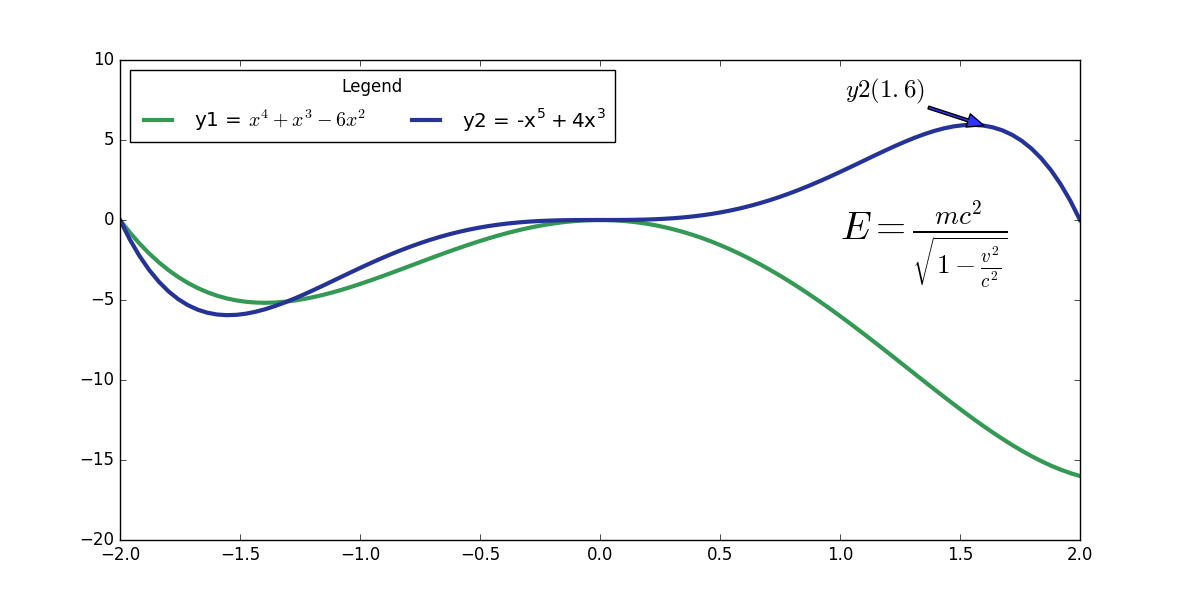 Legend
y1 = x⁴ + x³ − 6x²
y2 = -x⁵ + 4x³
y2(1.6)
E = mc² / √(1 − v²/c²)
10
5
0
−5
−10
−15
−20
−2.0 −1.5 −1.0 −0.5 0.0 0.5 1.0 1.5 2.0